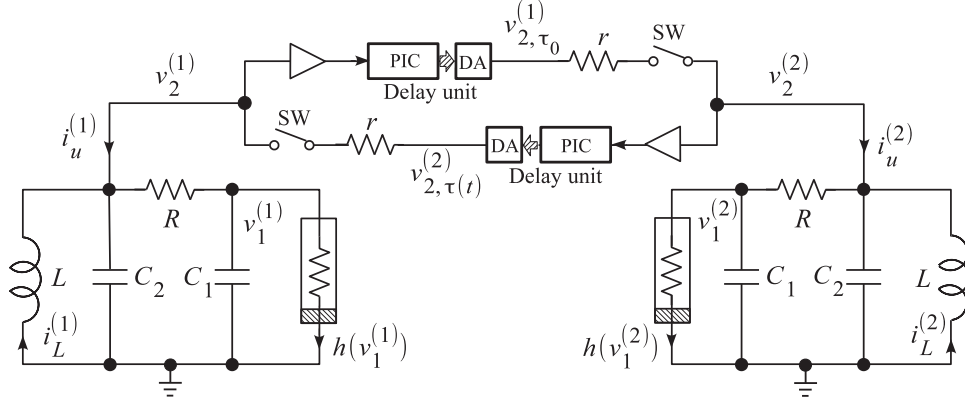 v_{2,τ_0}^{(1)} r SW
PIC DA
v_2^{(1)} Delay unit v_2^{(2)}
SW r DA PIC
i_u^{(1)} v_{2,τ(t)}^{(2)} Delay unit i_u^{(2)}
R v_1^{(1)} v_1^{(2)} R
L C_2 C_1 C_1 C_2 L
i_L^{(1)} h(v_1^{(1)}) h(v_1^{(2)}) i_L^{(2)}